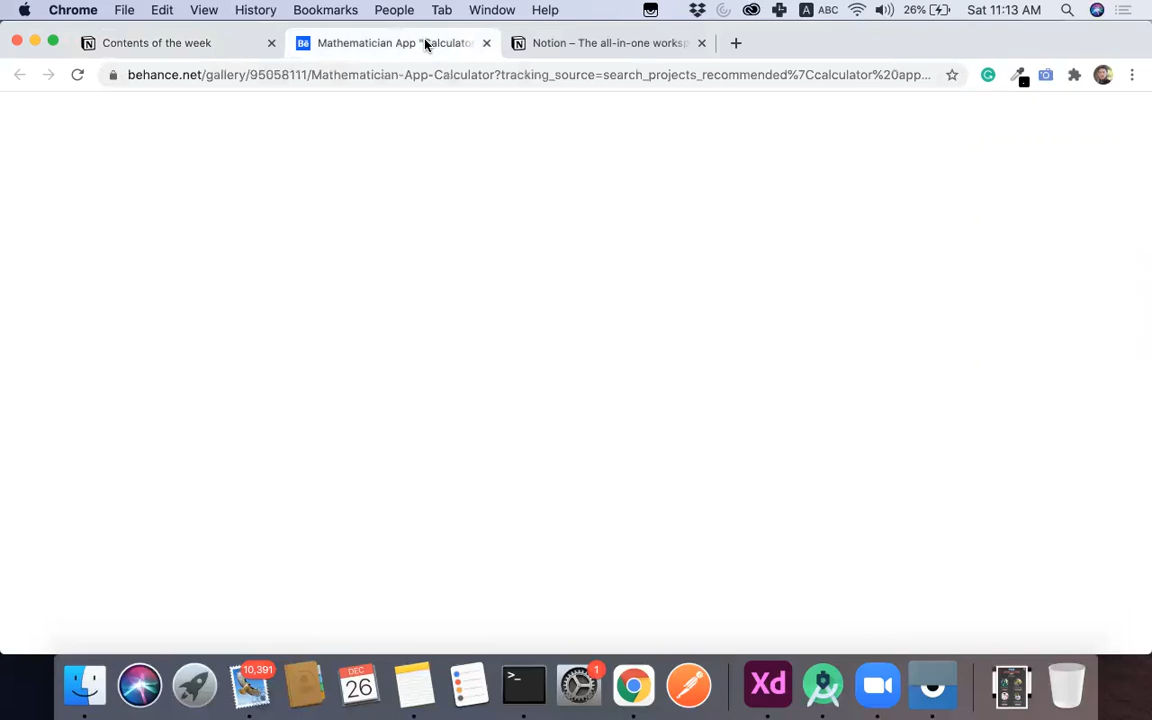 Chrome File Edit View History Bookmarks People Tab Window Help A ABC 26% Sat 11:13 AM
Contents of the week
Bē Mathematician App "Calculator
Notion – The all-in-one worksp
behance.net/gallery/95058111/Mathematician-App-Calculator?tracking_source=search_projects_recommended%7Ccalculator%20app...
10,391
DEC
26
>_
1
Xd